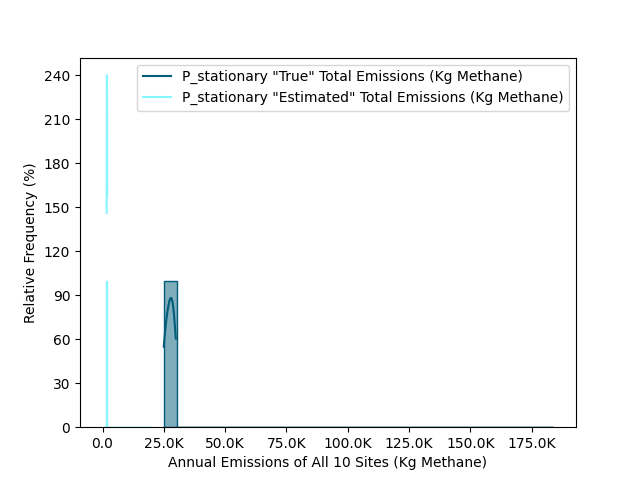 P_stationary "True" Total Emissions (Kg Methane)
P_stationary "Estimated" Total Emissions (Kg Methane)
240
210
180
150
120
90
60
30
0
Relative Frequency (%)
0.0 25.0K 50.0K 75.0K 100.0K 125.0K 150.0K 175.0K
Annual Emissions of All 10 Sites (Kg Methane)